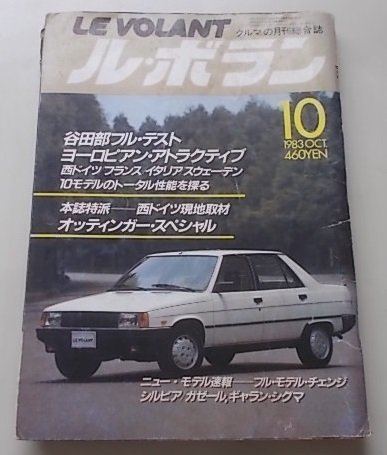 LE VOLANT
クルマの月刊総合誌
ル・ボラン
10
1983 OCT.
460YEN
谷田部フル・テスト
ヨーロピアン・アトラクティブ
西ドイツ フランス イタリア スウェーデン
10モデルのトータル性能を探る
本誌特派──西ドイツ現地取材
オッティンガー・スペシャル
LE VOLANT
ニュー・モデル速報──フル・モデル・チェンジ
シルビア/ガゼール,ギャラン・シグマ